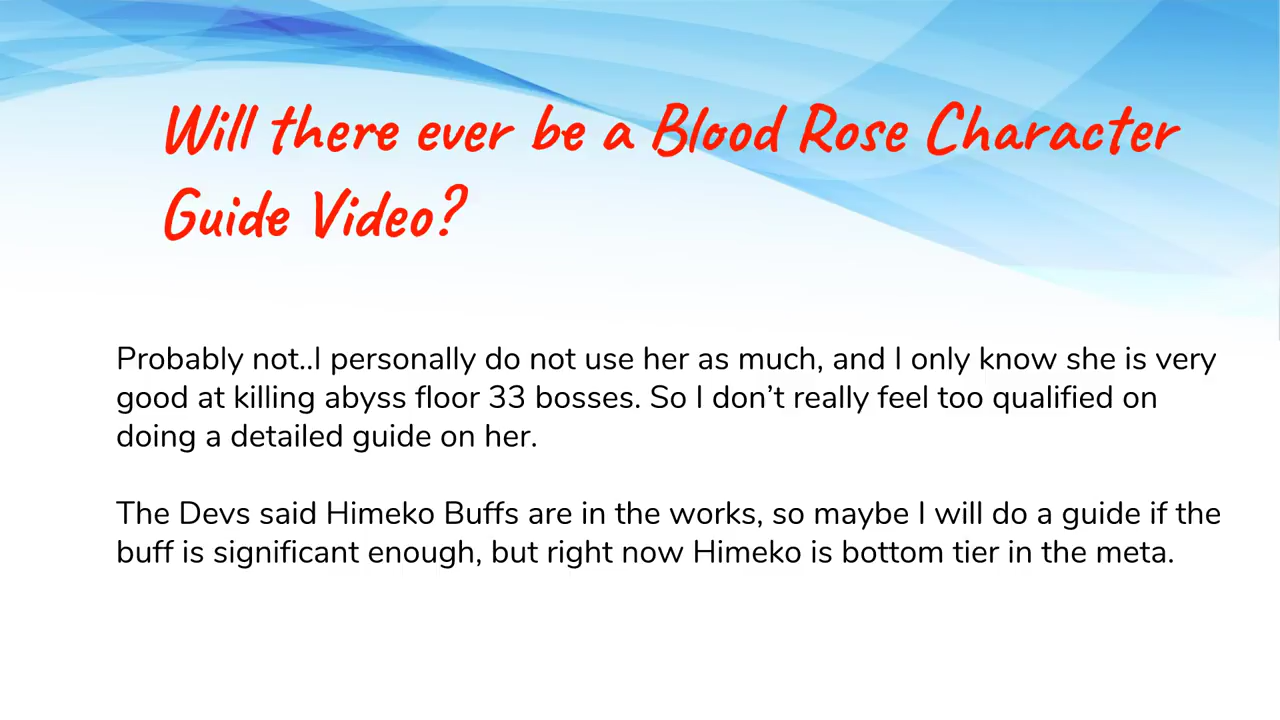 Will there ever be a Blood Rose Character
Guide Video?
Probably not..I personally do not use her as much, and I only know she is very
good at killing abyss floor 33 bosses. So I don’t really feel too qualified on
doing a detailed guide on her.
The Devs said Himeko Buffs are in the works, so maybe I will do a guide if the
buff is significant enough, but right now Himeko is bottom tier in the meta.